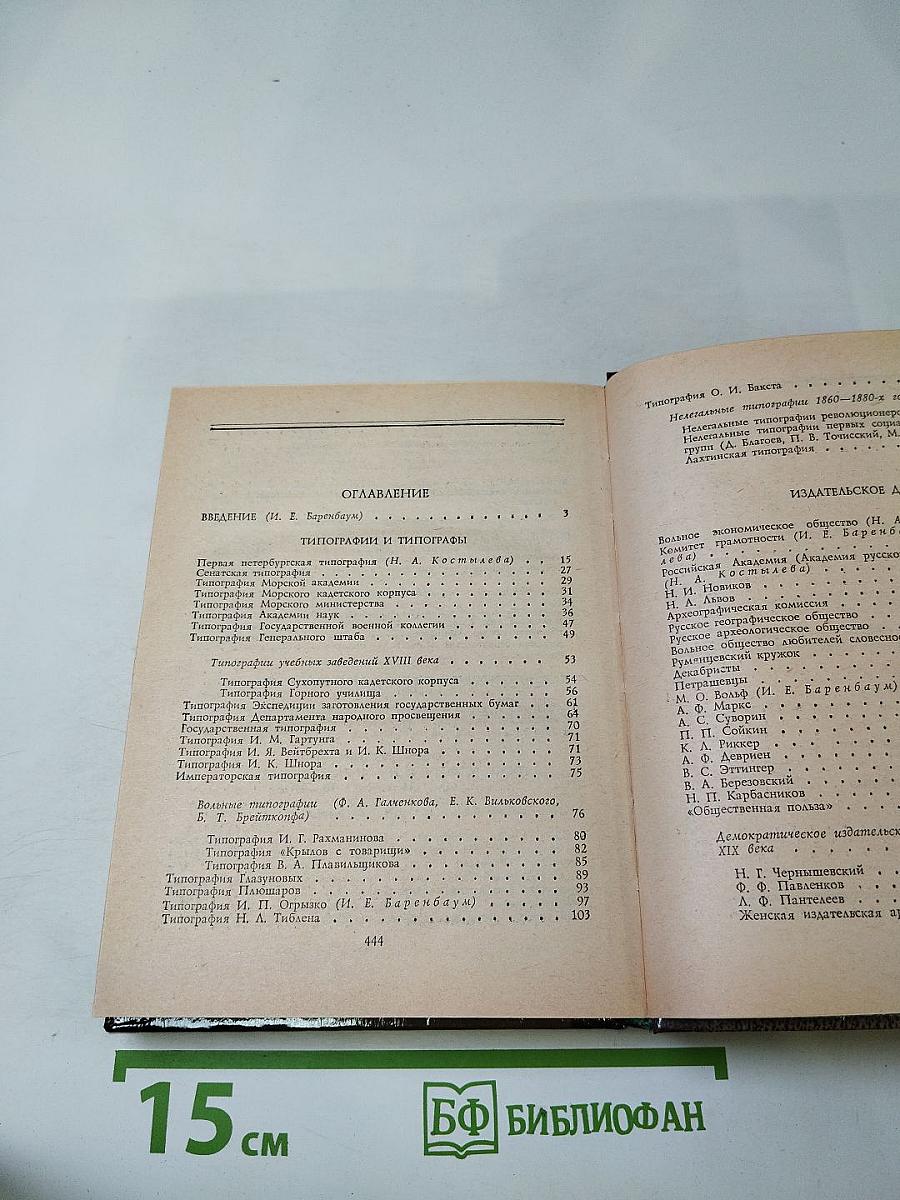 ОГЛАВЛЕНИЕ
ВВЕДЕНИЕ (И. Е. Баренбаум) . . . . . . . . . . . . . 3
ТИПОГРАФИИ И ТИПОГРАФЫ
Первая петербургская типография (Н. А. Костылева) . . 15
Сенатская типография . . . . . . . . . . . . . . . 27
Типография Морской академии . . . . . . . . . . . . 29
Типография Морского кадетского корпуса . . . . . . . . 31
Типография Морского министерства . . . . . . . . . . 34
Типография Академии наук . . . . . . . . . . . . . 36
Типография Государственной военной коллегии . . . . . . 47
Типография Генерального штаба . . . . . . . . . . . 49
Типографии учебных заведений XVIII века . . . . . . . 53
Типография Сухопутного кадетского корпуса . . . . . . 54
Типография Горного училища . . . . . . . . . . . 56
Типография Экспедиции заготовления государственных бумаг . . 61
Типография Департамента народного просвещения . . . . . 64
Государственная типография . . . . . . . . . . . . . 70
Типография И. М. Гартунга . . . . . . . . . . . . . 71
Типография И. Я. Вейтбрехта и И. К. Шнора . . . . . . . 71
Типография И. К. Шнора . . . . . . . . . . . . . . 73
Императорская типография . . . . . . . . . . . . . 75
Вольные типографии (Ф. А. Галченкова, Е. К. Вильковского,
Б. Т. Брейткопфа) . . . . . . . . . . . . . . . 76
Типография И. Г. Рахманинова . . . . . . . . . . . 80
Типография «Крылов с товарищи» . . . . . . . . . . 82
Типография В. А. Плавильщикова . . . . . . . . . . 85
Типография Глазуновых . . . . . . . . . . . . . . . 89
Типография Плюшаров . . . . . . . . . . . . . . . 93
Типография И. П. Огрызко (И. Е. Баренбаум) . . . . . 97
Типография Н. Л. Тиблена . . . . . . . . . . . . . . 103
444
Типография О. И. Бакста . . . . . . . .
Нелегальные типографии 1860—1880-х го
Нелегальные типографии революционеро
Нелегальные типографии первых социа
групп (Д. Благоев, П. В. Точисский, М.
Лахтинская типография . . . . . .
ИЗДАТЕЛЬСКОЕ Д
Вольное экономическое общество (Н. А
Комитет грамотности (И. Е. Баренба
лева) . . . . . . . . . . .
Российская Академия (Академия русског
(Н. А. Костылева) . . . . .
Н. И. Новиков . . . . . . .
Н. Л. Львов . . . . . . . .
Археографическая комиссия . . . .
Русское географическое общество . . .
Русское археологическое общество . .
Вольное общество любителей словеснос
Румянцевский кружок . . . . . .
Декабристы . . . . . . . .
Петрашевцы . . . . . . . .
М. О. Вольф (И. Е. Баренбаум)
А. Ф. Маркс . . . . . . . .
А. С. Суворин . . . . . . .
П. П. Сойкин . . . . . . .
К. Л. Риккер . . . . . . .
А. Ф. Девриен . . . . . . .
В. С. Эттингер . . . . . .
В. А. Березовский . . . . .
Н. П. Карбасников . . . . .
«Общественная польза» . . . .
Демократическое издательск
XIX века . . . . . .
Н. Г. Чернышевский . . .
Ф. Ф. Павленков . . . .
Л. Ф. Пантелеев . . . .
Женская издательская ар
15 см
БФ БИБЛИОФАН